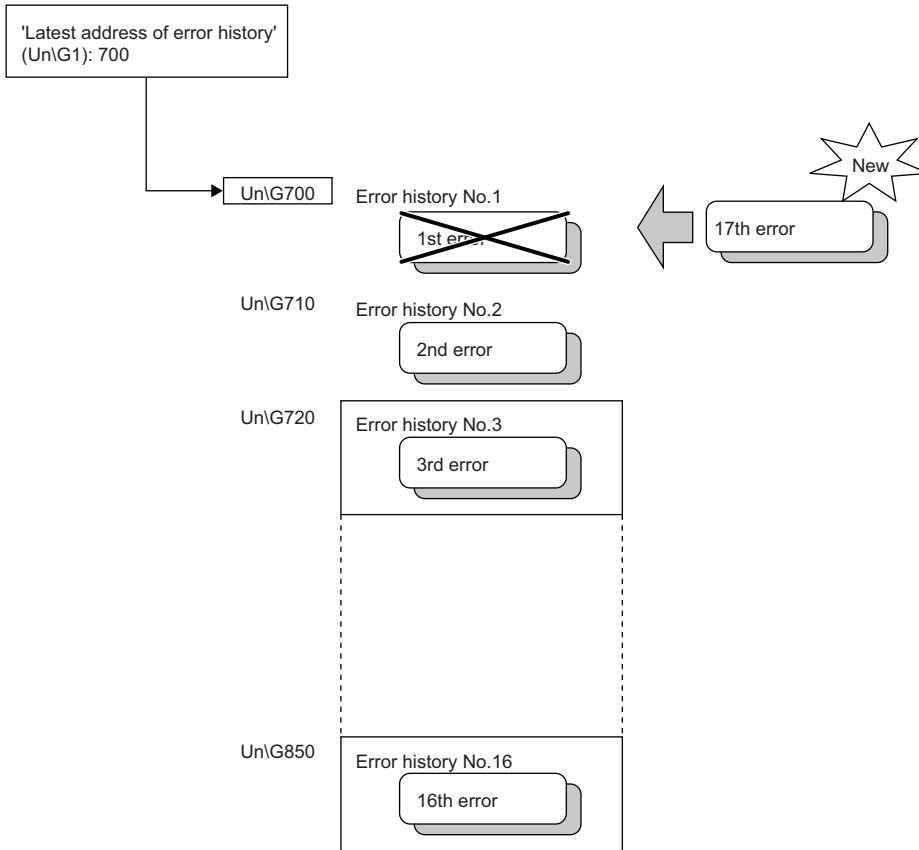 'Latest address of error history'
(Un\G1): 700
New
Un\G700
Error history No.1
1st error
17th error
Un\G710
Error history No.2
2nd error
Un\G720
Error history No.3
3rd error
Un\G850
Error history No.16
16th error